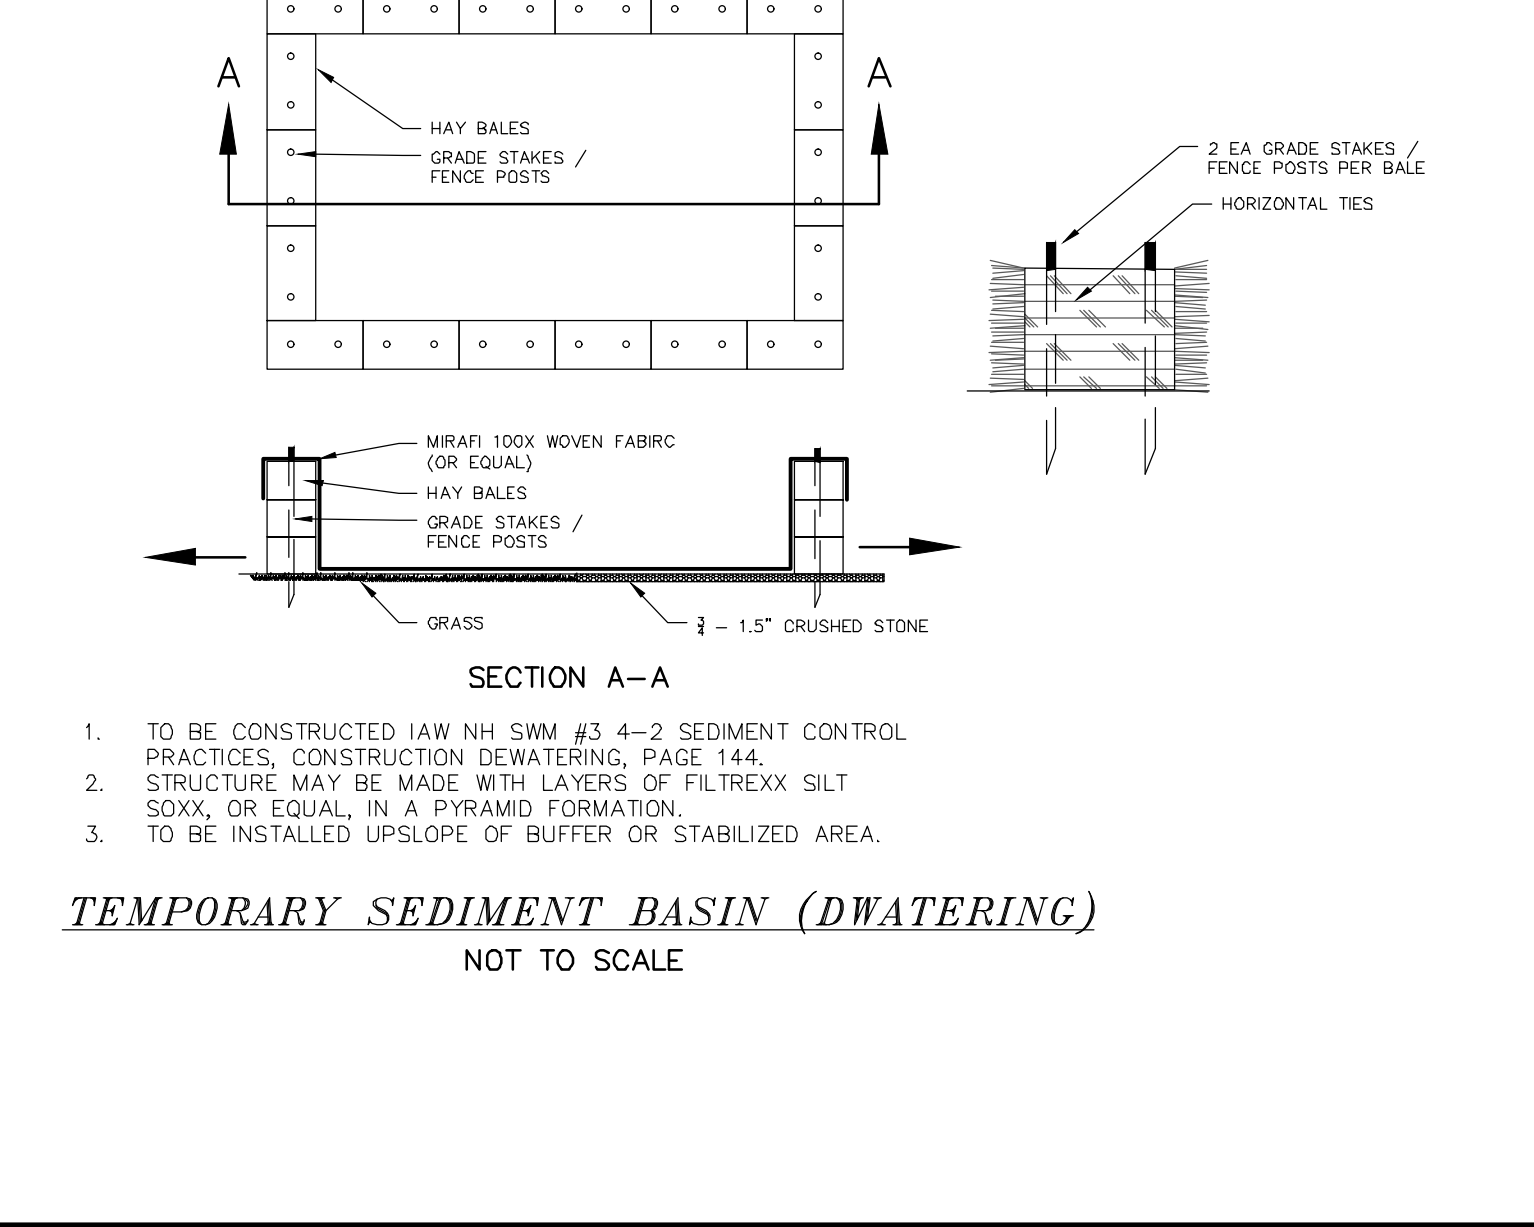 A
A
HAY BALES
GRADE STAKES /
FENCE POSTS
2 EA GRADE STAKES /
FENCE POSTS PER BALE
HORIZONTAL TIES
MIRAFI 100X WOVEN FABIRC
(OR EQUAL)
HAY BALES
GRADE STAKES /
FENCE POSTS
GRASS
3/4 - 1.5" CRUSHED STONE
SECTION A-A
1. TO BE CONSTRUCTED IAW NH SWM #3 4-2 SEDIMENT CONTROL
PRACTICES, CONSTRUCTION DEWATERING, PAGE 144.
2. STRUCTURE MAY BE MADE WITH LAYERS OF FILTREXX SILT
SOXX, OR EQUAL, IN A PYRAMID FORMATION.
3. TO BE INSTALLED UPSLOPE OF BUFFER OR STABILIZED AREA.
TEMPORARY SEDIMENT BASIN (DWATERING)
NOT TO SCALE